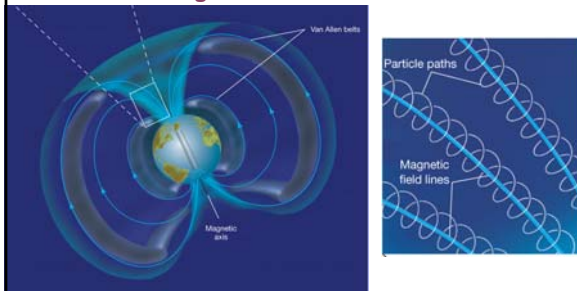 Van Allen belts
Magnetic
axis
Particle paths
Magnetic
field lines